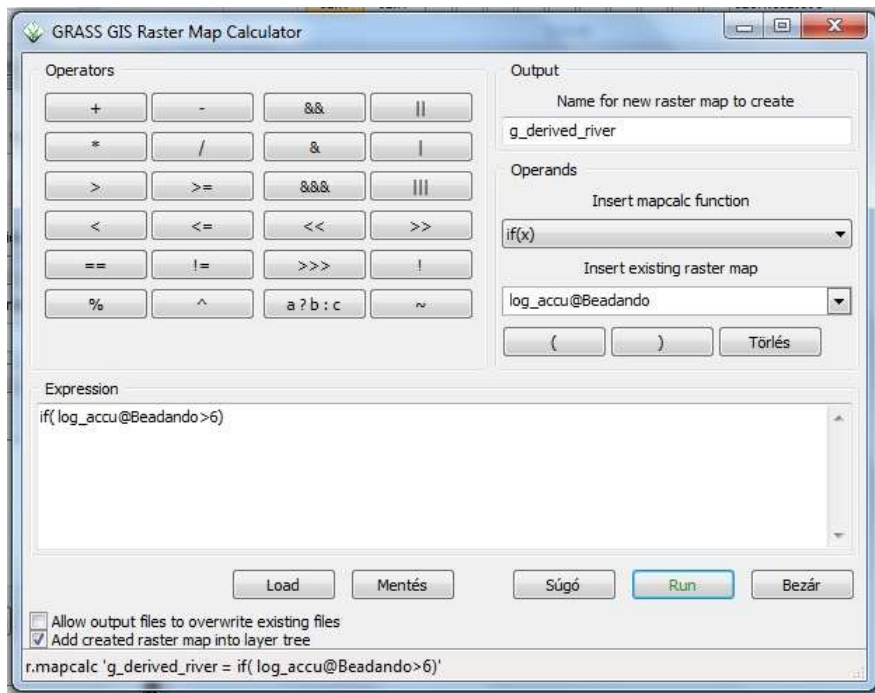 GRASS GIS Raster Map Calculator
Operators
+ - && ||
* / & |
> >= &&& |||
< <= << >>
== != >>> !
% ^ a?b:c ~
Output
Name for new raster map to create
g_derived_river
Operands
Insert mapcalc function
if(x)
Insert existing raster map
log_accu@Beadando
( ) Törlés
Expression
if( log_accu@Beadando>6)
Load Mentés Súgó Run Bezár
Allow output files to overwrite existing files
Add created raster map into layer tree
r.mapcalc 'g_derived_river = if( log_accu@Beadando>6)'